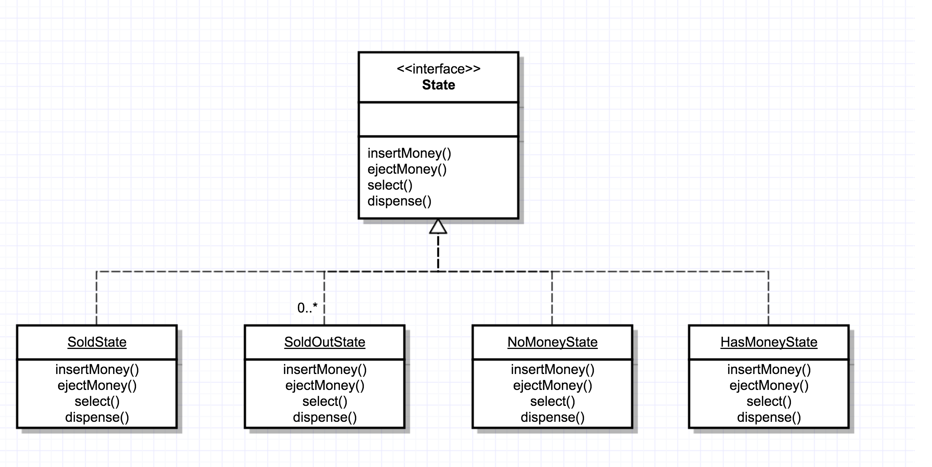 <<interface>>
State
insertMoney()
ejectMoney()
select()
dispense()
0..*
SoldState
insertMoney()
ejectMoney()
select()
dispense()
SoldOutState
insertMoney()
ejectMoney()
select()
dispense()
NoMoneyState
insertMoney()
ejectMoney()
select()
dispense()
HasMoneyState
insertMoney()
ejectMoney()
select()
dispense()